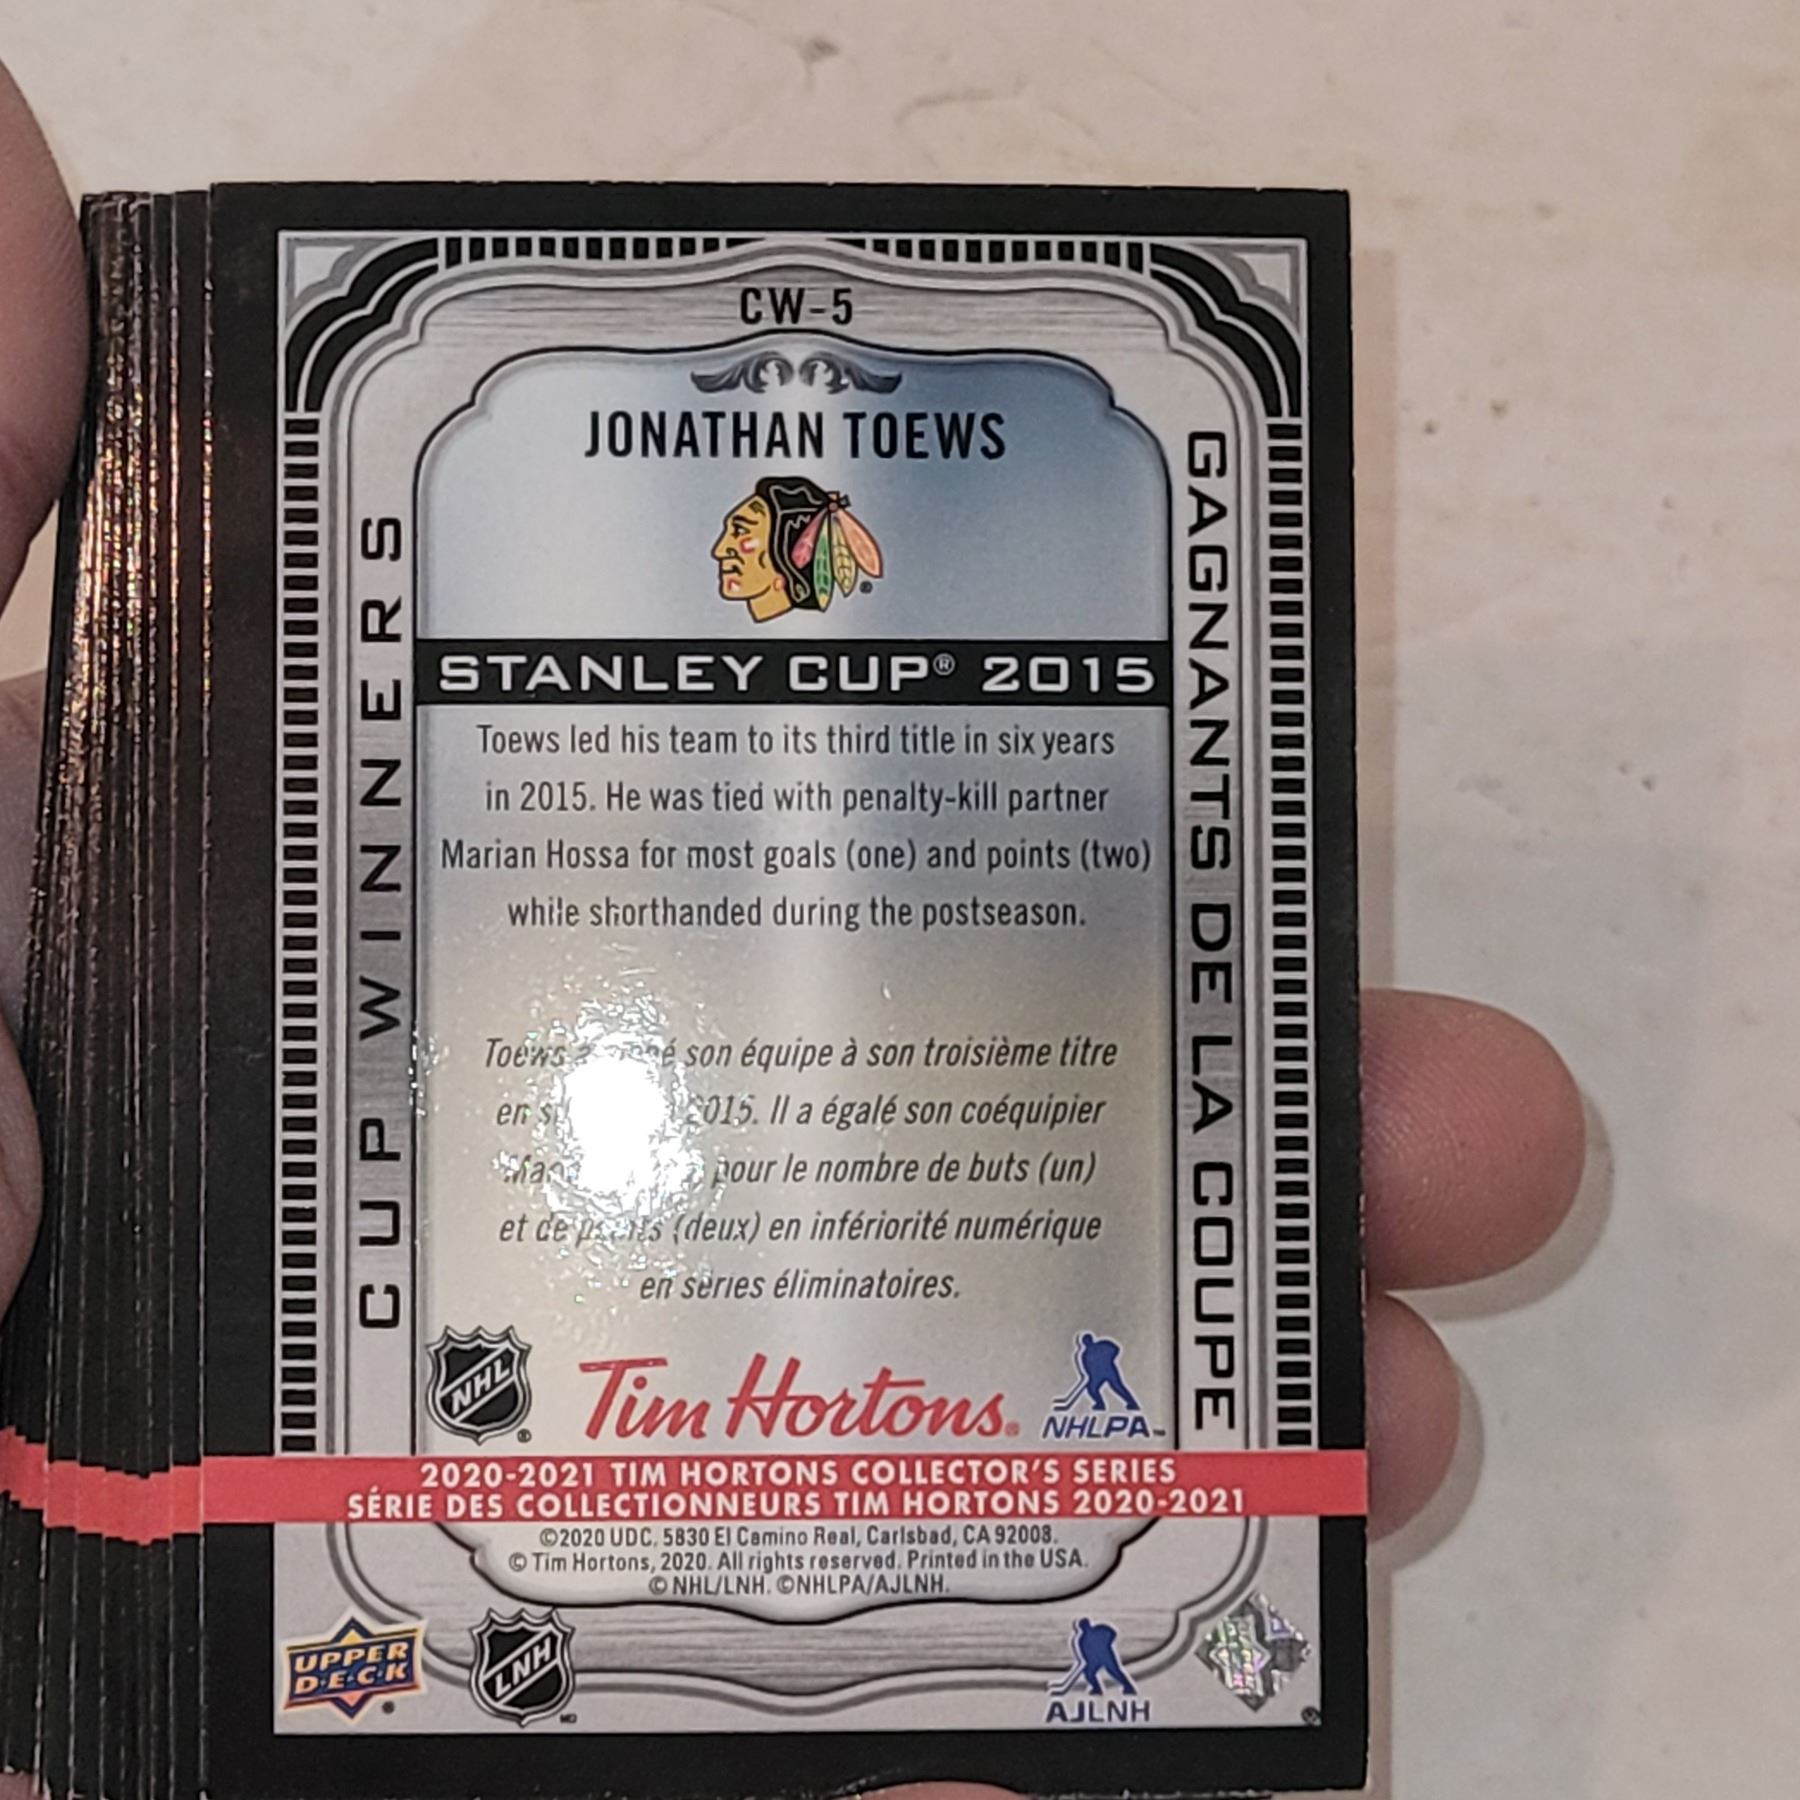 CW-5
JONATHAN TOEWS
CUP WINNERS
GAGNANTS DE LA COUPE
STANLEY CUP® 2015
Toews led his team to its third title in six years
in 2015. He was tied with penalty-kill partner
Marian Hossa for most goals (one) and points (two)
while shorthanded during the postseason.
Toews son équipe à son troisième titre
en 2015. Il a égalé son coéquipier
pour le nombre de buts (un)
et de points (deux) en infériorité numérique
en séries éliminatoires.
NHL
Tim Hortons®
NHLPA™
2020-2021 TIM HORTONS COLLECTOR'S SERIES
SÉRIE DES COLLECTIONNEURS TIM HORTONS 2020-2021
©2020 UDC. 5830 El Camino Real, Carlsbad, CA 92008.
© Tim Hortons, 2020. All rights reserved. Printed in the USA.
© NHL/LNH. ©NHLPA/AJLNH.
UPPER
D•E•C•K
LNH
AJLNH